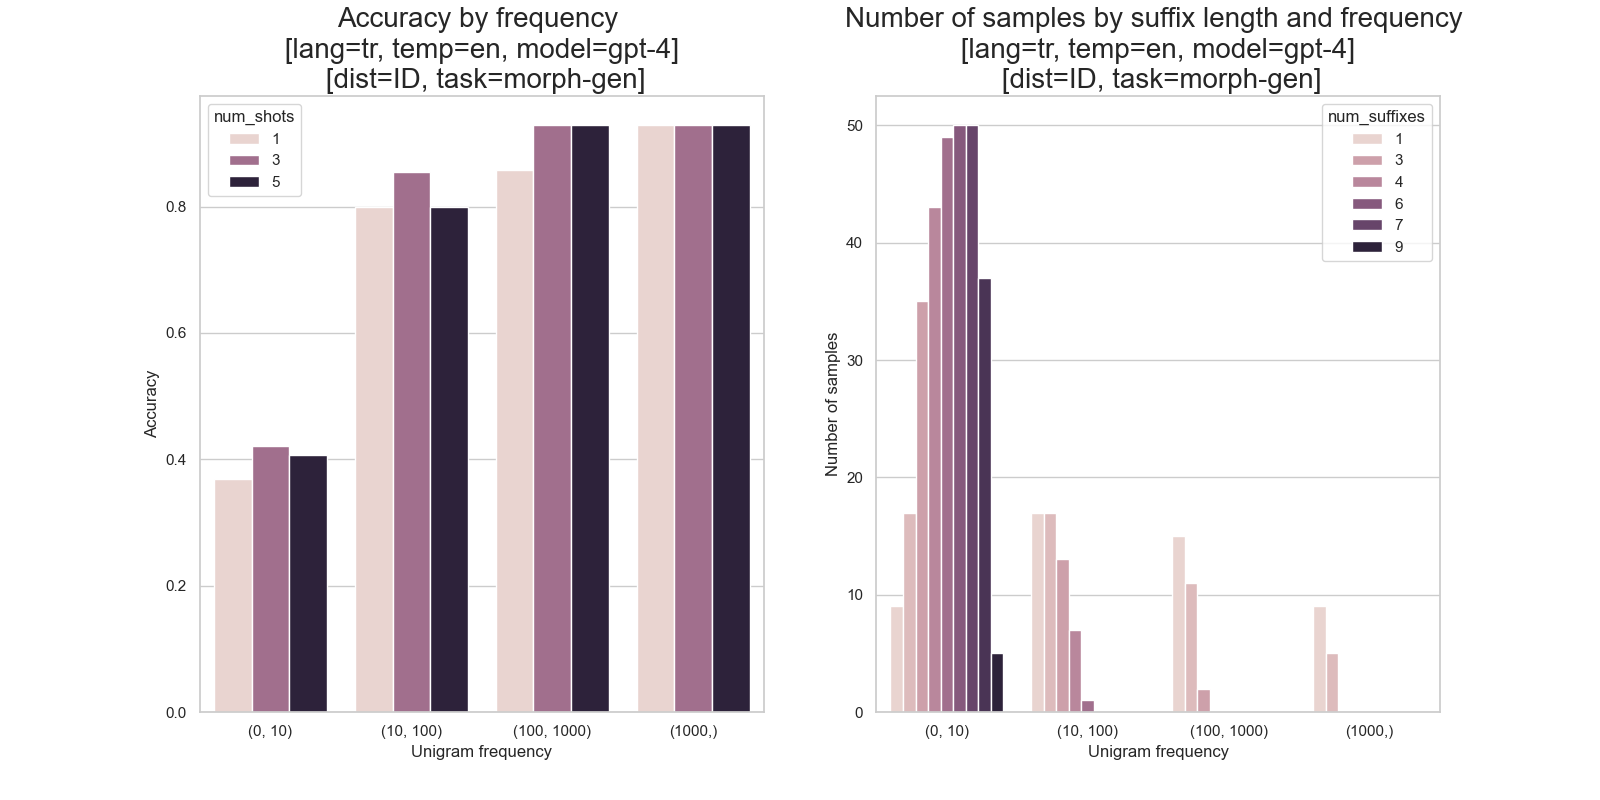 Accuracy by frequency
[lang=tr, temp=en, model=gpt-4]
[dist=ID, task=morph-gen]
num_shots
1
3
5
0.8
0.6
0.4
0.2
0.0
Accuracy
(0, 10)
(10, 100)
(100, 1000)
(1000,)
Unigram frequency
Number of samples by suffix length and frequency
[lang=tr, temp=en, model=gpt-4]
[dist=ID, task=morph-gen]
num_suffixes
1
3
4
6
7
9
50
40
30
20
10
0
Number of samples
(0, 10)
(10, 100)
(100, 1000)
(1000,)
Unigram frequency